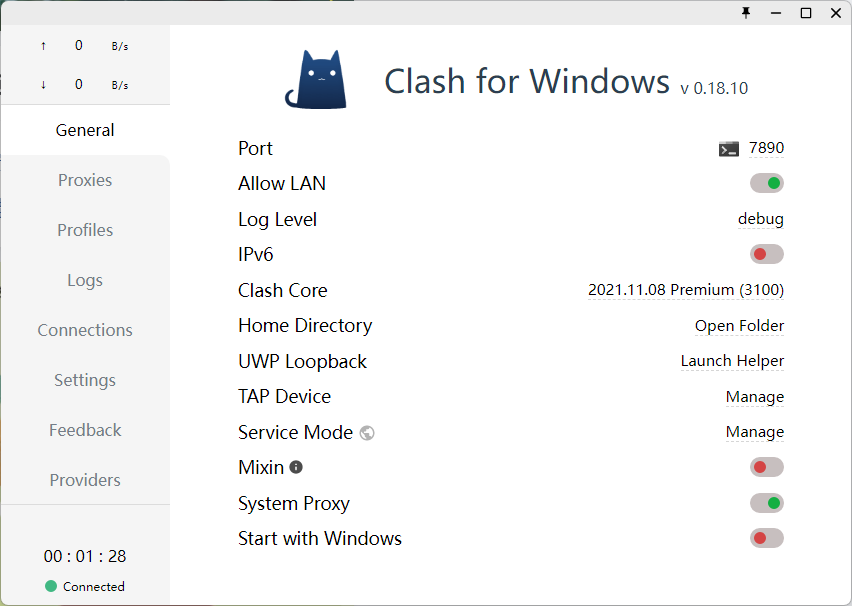 ↑ 0 B/s
↓ 0 B/s
General
Proxies
Profiles
Logs
Connections
Settings
Feedback
Providers
00 : 01 : 28
Connected
Clash for Windows v 0.18.10
Port 7890
Allow LAN
Log Level debug
IPv6
Clash Core 2021.11.08 Premium (3100)
Home Directory Open Folder
UWP Loopback Launch Helper
TAP Device Manage
Service Mode Manage
Mixin
System Proxy
Start with Windows